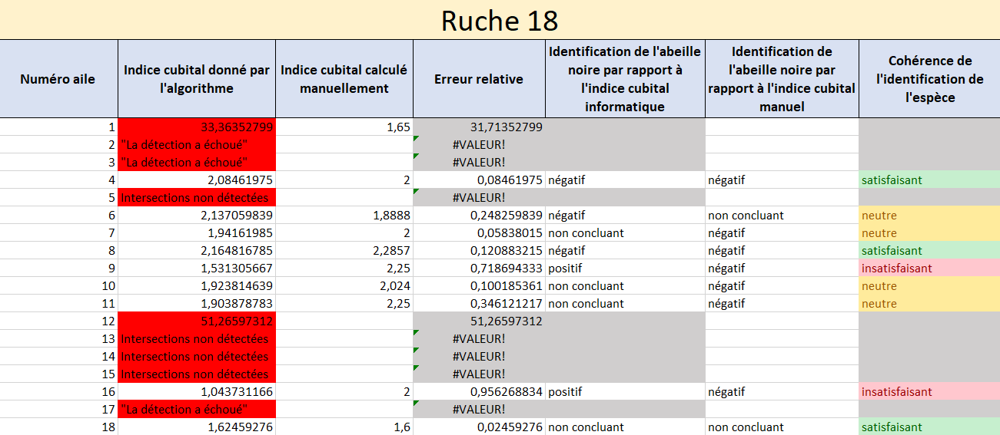 Ruche 18
Numéro aile
Indice cubital donné par
l'algorithme
Indice cubital calculé
manuellement
Erreur relative
Identification de l'abeille
noire par rapport à
l'indice cubital
informatique
Identification de
l'abeille noire par
rapport à l'indice cubital
manuel
Cohérence de
l'identification de
l'espèce
1 33,36352799 1,65 31,71352799
2 "La détection a échoué" #VALEUR!
3 "La détection a échoué" #VALEUR!
4 2,08461975 2 0,08461975 négatif négatif satisfaisant
5 Intersections non détectées #VALEUR!
6 2,137059839 1,8888 0,248259839 négatif non concluant neutre
7 1,94161985 2 0,05838015 non concluant négatif neutre
8 2,164816785 2,2857 0,120883215 négatif négatif satisfaisant
9 1,531305667 2,25 0,718694333 positif négatif insatisfaisant
10 1,923814639 2,024 0,100185361 non concluant négatif neutre
11 1,903878783 2,25 0,346121217 non concluant négatif neutre
12 51,26597312 51,26597312
13 Intersections non détectées #VALEUR!
14 Intersections non détectées #VALEUR!
15 Intersections non détectées #VALEUR!
16 1,043731166 2 0,956268834 positif négatif insatisfaisant
17 "La détection a échoué" #VALEUR!
18 1,62459276 1,6 0,02459276 non concluant non concluant satisfaisant